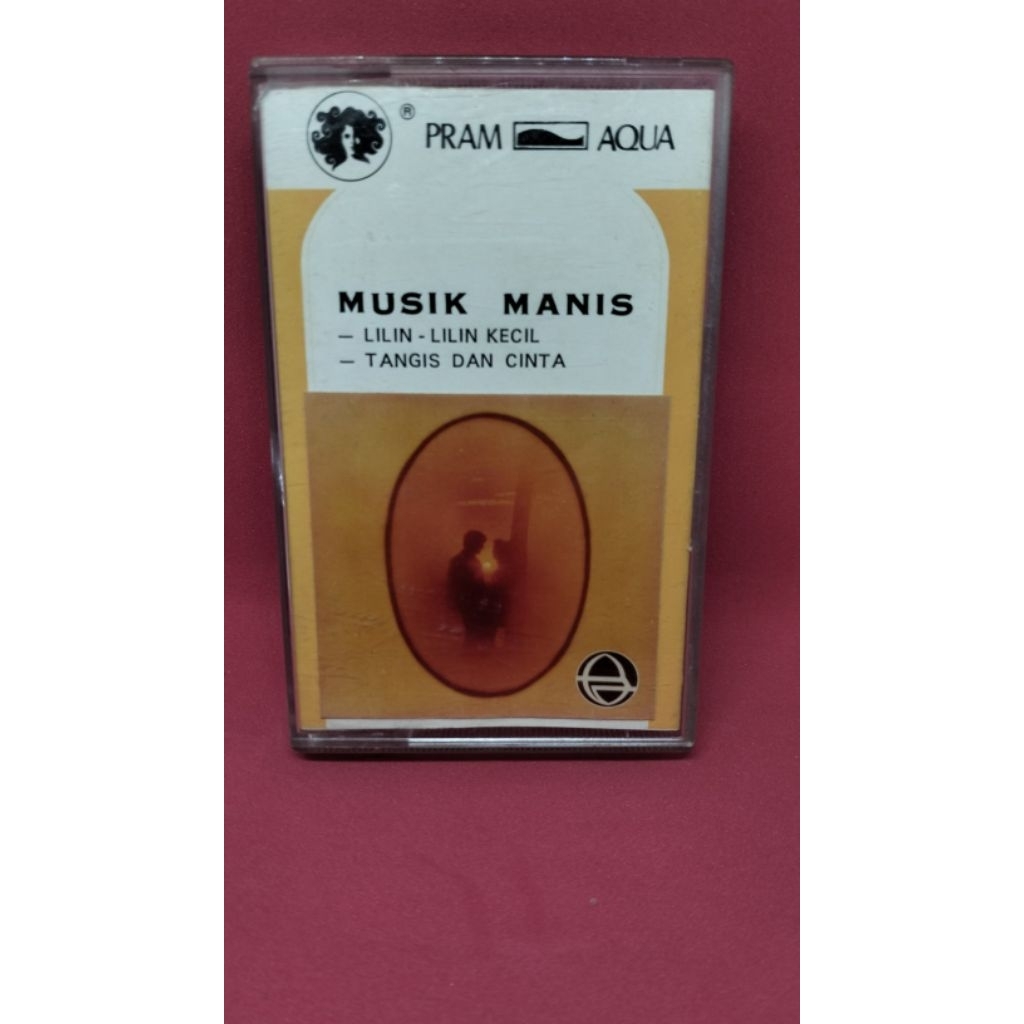 ® PRAM AQUA
MUSIK MANIS
– LILIN - LILIN KECIL
– TANGIS DAN CINTA